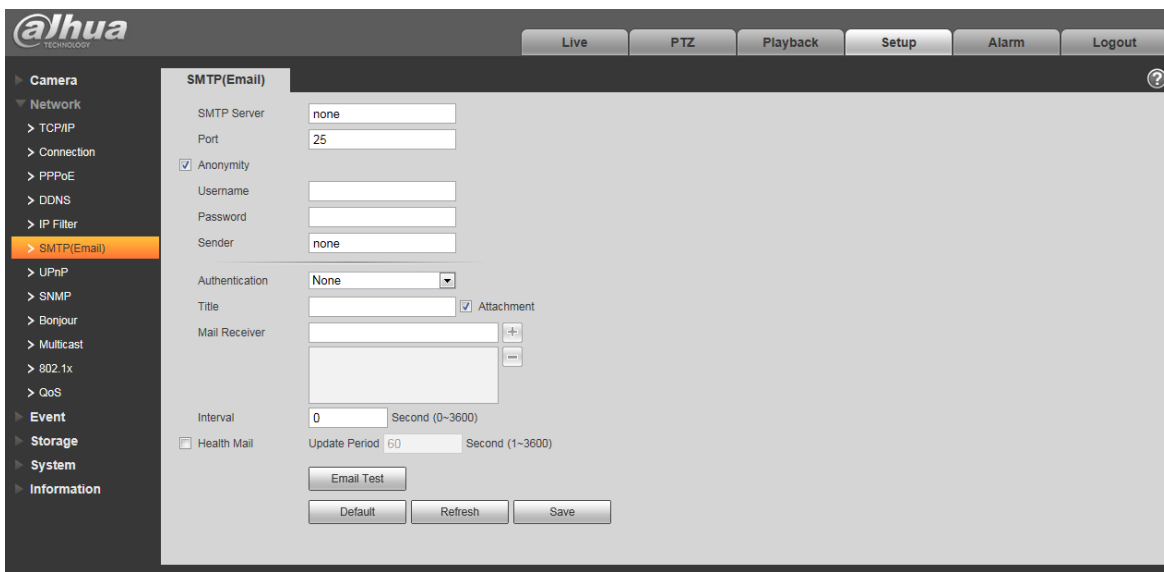 alhua
TECHNOLOGY
Live PTZ Playback Setup Alarm Logout
Camera
Network
> TCP/IP
> Connection
> PPPoE
> DDNS
> IP Filter
> SMTP(Email)
> UPnP
> SNMP
> Bonjour
> Multicast
> 802.1x
> QoS
Event
Storage
System
Information
SMTP(Email)
?
SMTP Server none
Port 25
Anonymity
Username
Password
Sender none
Authentication None
Title Attachment
Mail Receiver +
−
Interval 0 Second (0~3600)
Health Mail Update Period 60 Second (1~3600)
Email Test
Default Refresh Save